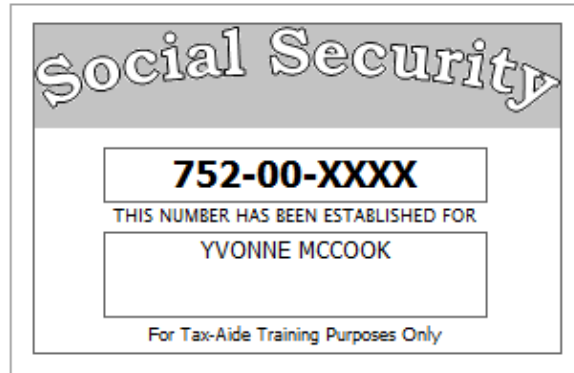 Social Security
752-00-XXXX
THIS NUMBER HAS BEEN ESTABLISHED FOR
YVONNE MCCOOK
For Tax-Aide Training Purposes Only